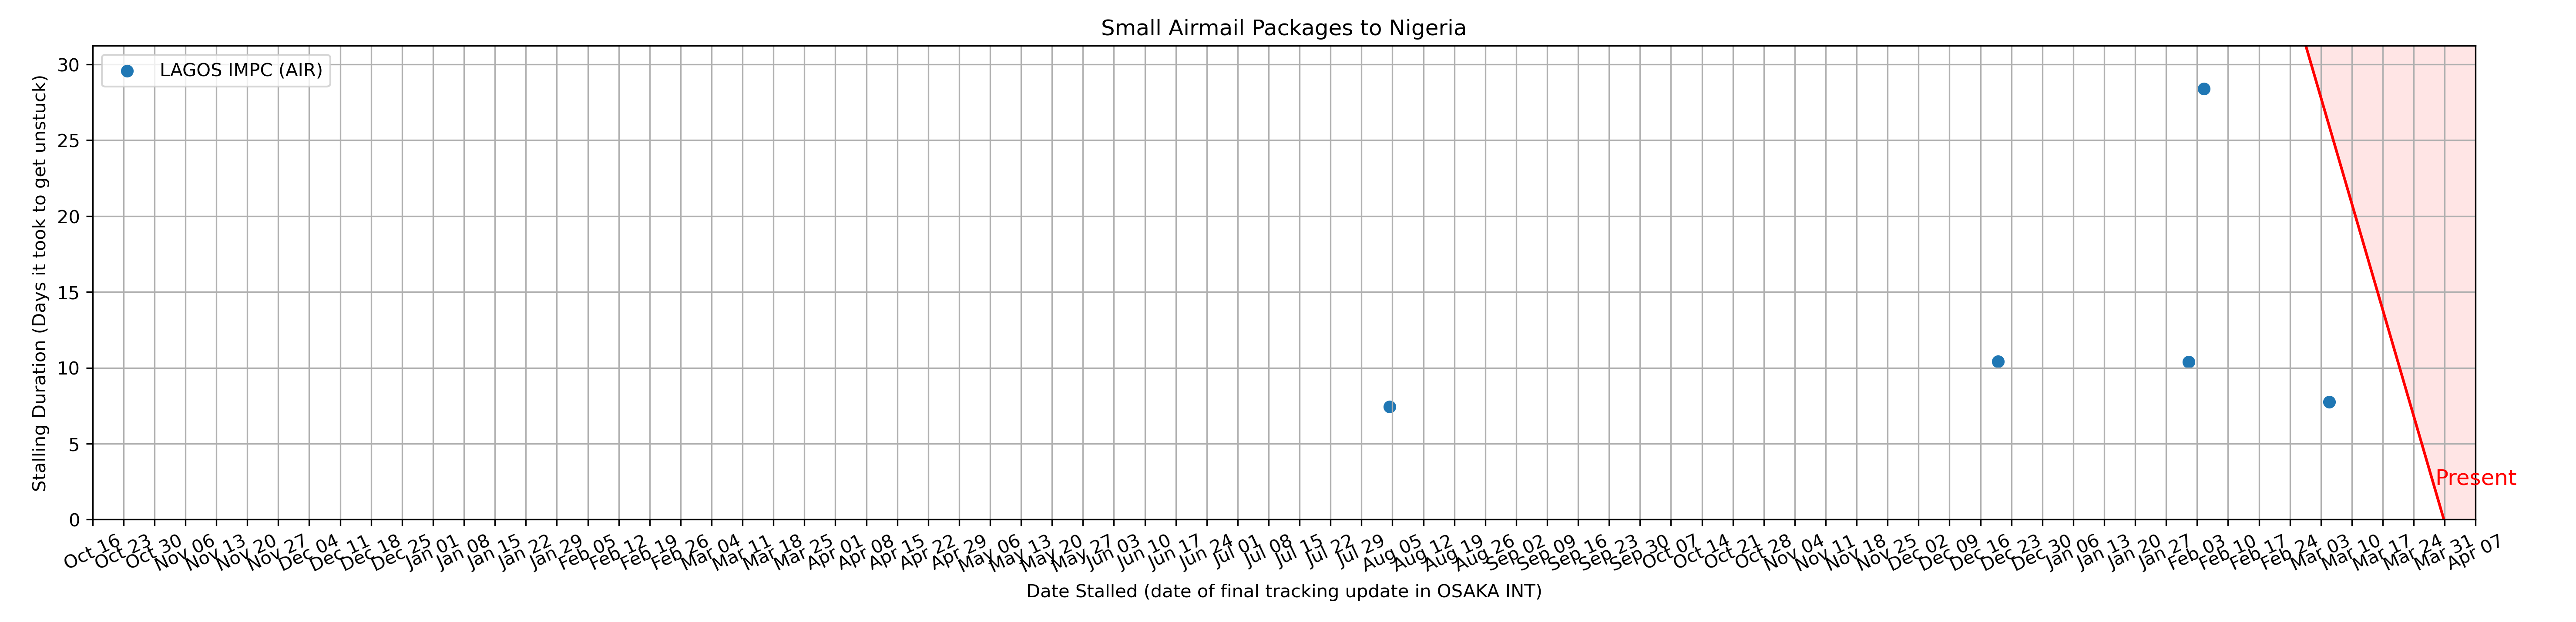 Small Airmail Packages to Nigeria
LAGOS IMPC (AIR)
Stalling Duration (Days it took to get unstuck)
30
25
20
15
10
5
0
Present
Oct 16
Oct 23
Oct 30
Nov 06
Nov 13
Nov 20
Nov 27
Dec 04
Dec 11
Dec 18
Dec 25
Jan 01
Jan 08
Jan 15
Jan 22
Jan 29
Feb 05
Feb 12
Feb 19
Feb 26
Mar 04
Mar 11
Mar 18
Mar 25
Apr 01
Apr 08
Apr 15
Apr 22
Apr 29
May 06
May 13
May 20
May 27
Jun 03
Jun 10
Jun 17
Jun 24
Jul 01
Jul 08
Jul 15
Jul 22
Jul 29
Aug 05
Aug 12
Aug 19
Aug 26
Sep 02
Sep 09
Sep 16
Sep 23
Sep 30
Oct 07
Oct 14
Oct 21
Oct 28
Nov 04
Nov 11
Nov 18
Nov 25
Dec 02
Dec 09
Dec 16
Dec 23
Dec 30
Jan 06
Jan 13
Jan 20
Jan 27
Feb 03
Feb 10
Feb 17
Feb 24
Mar 03
Mar 10
Mar 17
Mar 24
Mar 31
Apr 07
Date Stalled (date of final tracking update in OSAKA INT)